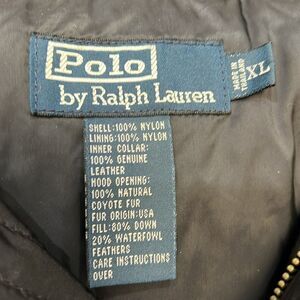 Polo
by Ralph Lauren
MADE IN
THAILAND
XL
SHELL:100% NYLON
LINING:100% NYLON
INNER COLLAR:
100% GENUINE
LEATHER
HOOD OPENING:
100% NATURAL
COYOTE FUR
FUR ORIGIN:USA
FILL:80% DOWN
20% WATERFOWL
FEATHERS
CARE INSTRUCTIONS
OVER